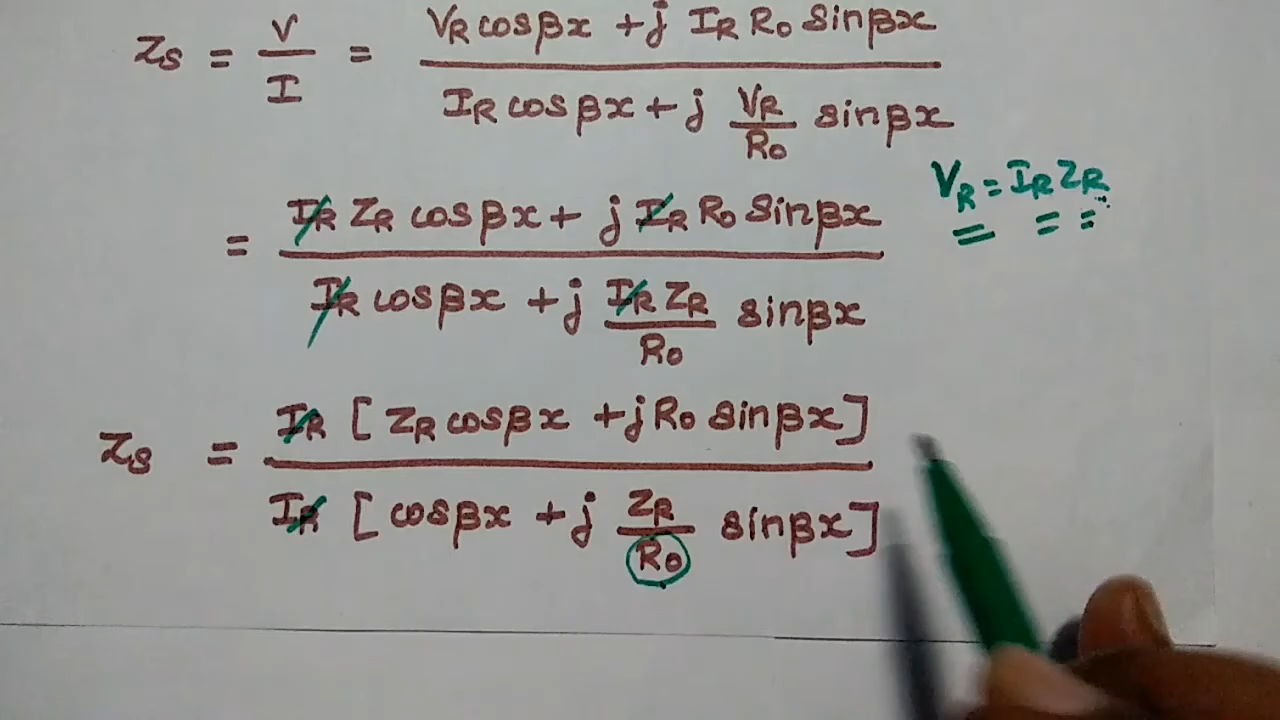 Zs = V/I = (VR cosβx + j IR R0 sinβx) / (IR cosβx + j VR/R0 sinβx)
VR = IR ZR
= (IR ZR cosβx + j IR R0 sinβx) / (IR cosβx + j IR ZR/R0 sinβx)
Zs = IR [ZR cosβx + j R0 sinβx] / IR [cosβx + j ZR/R0 sinβx]